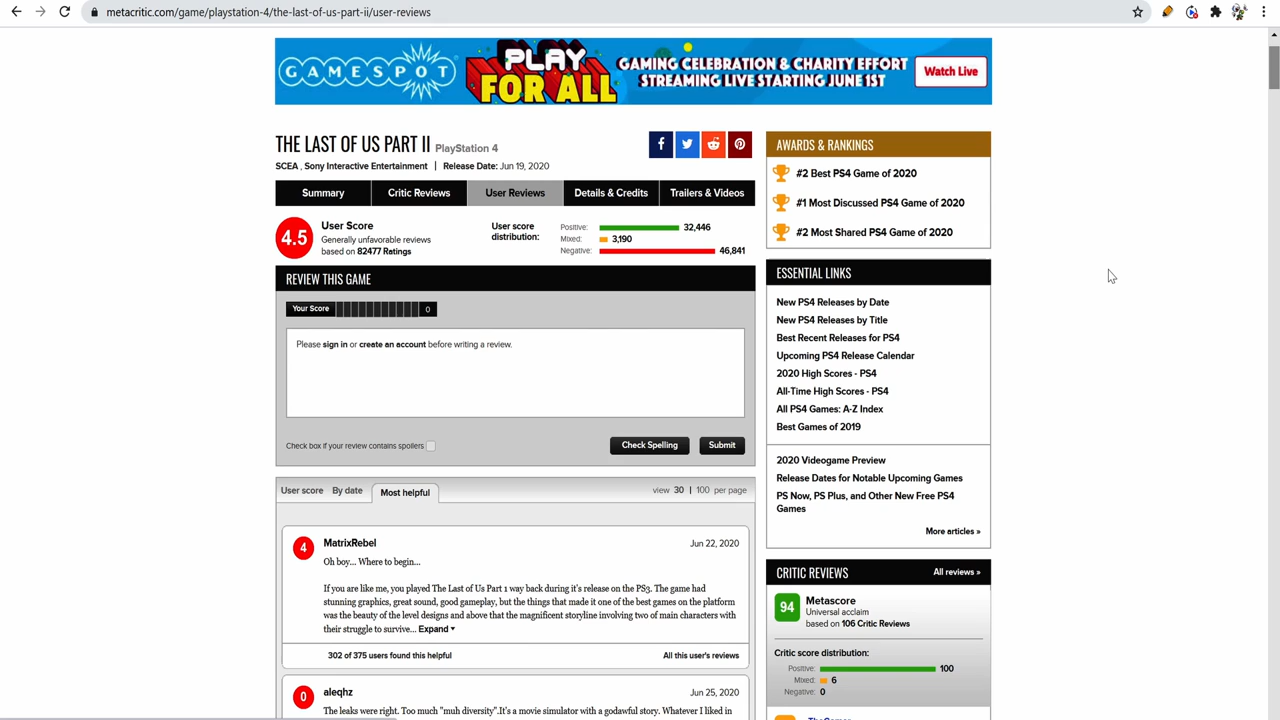 metacritic.com/game/playstation-4/the-last-of-us-part-ii/user-reviews
GAMESPOT
PLAY
FOR ALL
GAMING CELEBRATION & CHARITY EFFORT
STREAMING LIVE STARTING JUNE 1ST
Watch Live
THE LAST OF US PART II PlayStation 4
SCEA , Sony Interactive Entertainment | Release Date: Jun 19, 2020
Summary
Critic Reviews
User Reviews
Details & Credits
Trailers & Videos
4.5
User Score
Generally unfavorable reviews
based on 82477 Ratings
User score
distribution:
Positive: 32,446
Mixed: 3,190
Negative: 46,841
REVIEW THIS GAME
Your Score 0
Please sign in or create an account before writing a review.
Check box if your review contains spoilers
Check Spelling
Submit
User score By date Most helpful view 30 | 100 per page
4
MatrixRebel Jun 22, 2020
Oh boy... Where to begin...
If you are like me, you played The Last of Us Part 1 way back during it's release on the PS3. The game had
stunning graphics, great sound, good gameplay, but the things that made it one of the best games on the platform
was the beauty of the level designs and above that the magnificent storyline involving two of main characters with
their struggle to survive... Expand
302 of 375 users found this helpful All this user's reviews
0
aleqhz Jun 25, 2020
The leaks were right. Too much "muh diversity".It's a movie simulator with a godawful story. Whatever I liked in
AWARDS & RANKINGS
#2 Best PS4 Game of 2020
#1 Most Discussed PS4 Game of 2020
#2 Most Shared PS4 Game of 2020
ESSENTIAL LINKS
New PS4 Releases by Date
New PS4 Releases by Title
Best Recent Releases for PS4
Upcoming PS4 Release Calendar
2020 High Scores - PS4
All-Time High Scores - PS4
All PS4 Games: A-Z Index
Best Games of 2019
2020 Videogame Preview
Release Dates for Notable Upcoming Games
PS Now, PS Plus, and Other New Free PS4
Games
More articles »
CRITIC REVIEWS All reviews »
94
Metascore
Universal acclaim
based on 106 Critic Reviews
Critic score distribution:
Positive: 100
Mixed: 6
Negative: 0
TheGamer